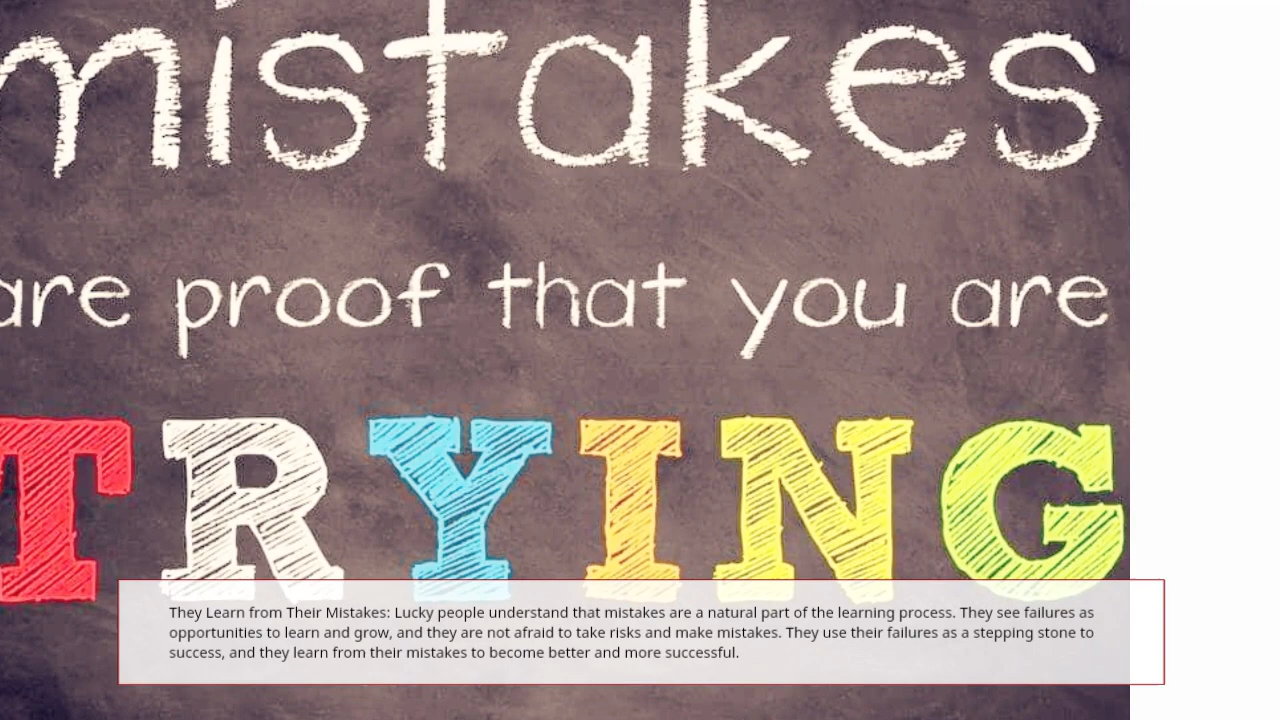 mistakes
are proof that you are
TRYING
They Learn from Their Mistakes: Lucky people understand that mistakes are a natural part of the learning process. They see failures as
opportunities to learn and grow, and they are not afraid to take risks and make mistakes. They use their failures as a stepping stone to
success, and they learn from their mistakes to become better and more successful.